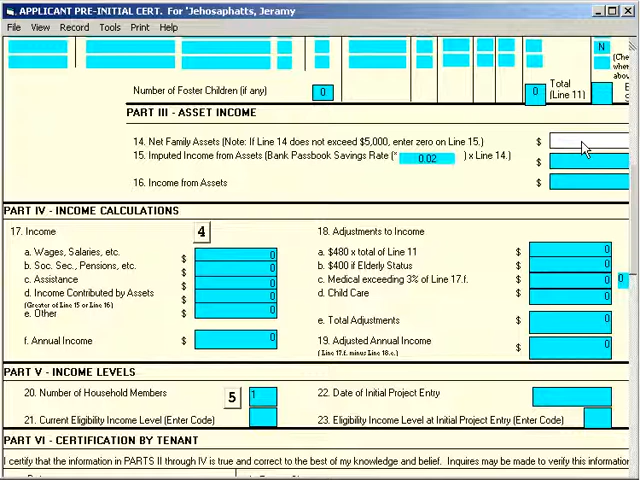 APPLICANT PRE-INITIAL CERT. For 'Jehosaphatts, Jeramy
File View Record Tools Print Help
N
(Che
wher
abov
Number of Foster Children (if any) 0 0 Total
(Line 11)
PART III - ASSET INCOME
14. Net Family Assets (Note: If Line 14 does not exceed $5,000, enter zero on Line 15.) $
15. Imputed Income from Assets (Bank Passbook Savings Rate (* 0.02 ) x Line 14.) $
16. Income from Assets $
PART IV - INCOME CALCULATIONS
17. Income 4 18. Adjustments to Income
a. Wages, Salaries, etc. $ 0 a. $480 x total of Line 11 $ 0
b. Soc. Sec., Pensions, etc. $ 0 b. $400 if Elderly Status $ 0
c. Assistance $ 0 c. Medical exceeding 3% of Line 17.f. $ 0 0
d. Income Contributed by Assets $ 0 d. Child Care $ 0
(Greater of Line 15 or Line 16)
e. Other $ 0 e. Total Adjustments $ 0
f. Annual Income $ 0 19. Adjusted Annual Income $ 0
(Line 17.f. minus Line 18.e.)
PART V - INCOME LEVELS
20. Number of Household Members 5 1 22. Date of Initial Project Entry
21. Current Eligibility Income Level (Enter Code) 23. Eligibility Income Level at Initial Project Entry (Enter Code)
PART VI - CERTIFICATION BY TENANT
I certify that the information in PARTS II through IV is true and correct to the best of my knowledge and belief. Inquires may be made to verify this information